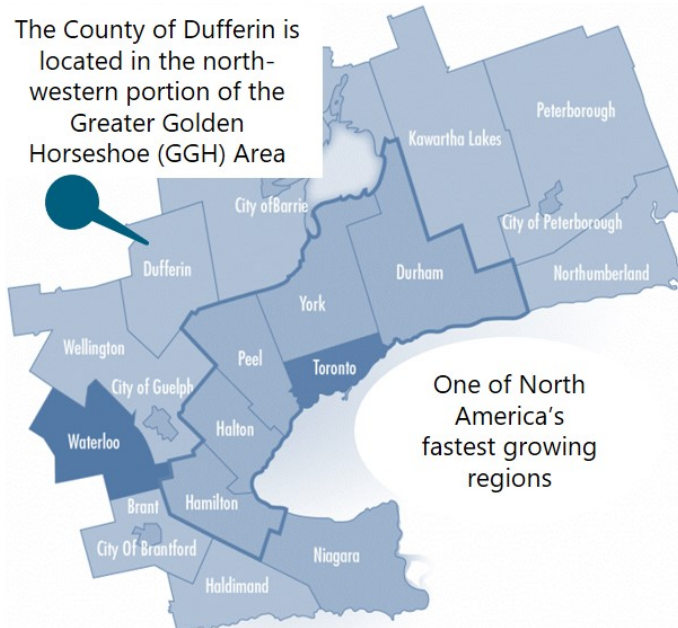 The County of Dufferin is
located in the north-
western portion of the
Greater Golden
Horseshoe (GGH) Area
Peterborough
Kawartha Lakes
City ofBarrie
City of Peterborough
Dufferin
Durham
Northumberland
York
Wellington
Peel
Toronto
City of Guelph
One of North
America's
fastest growing
regions
Halton
Waterloo
Hamilton
Brant
City Of Brantford
Niagara
Haldimand